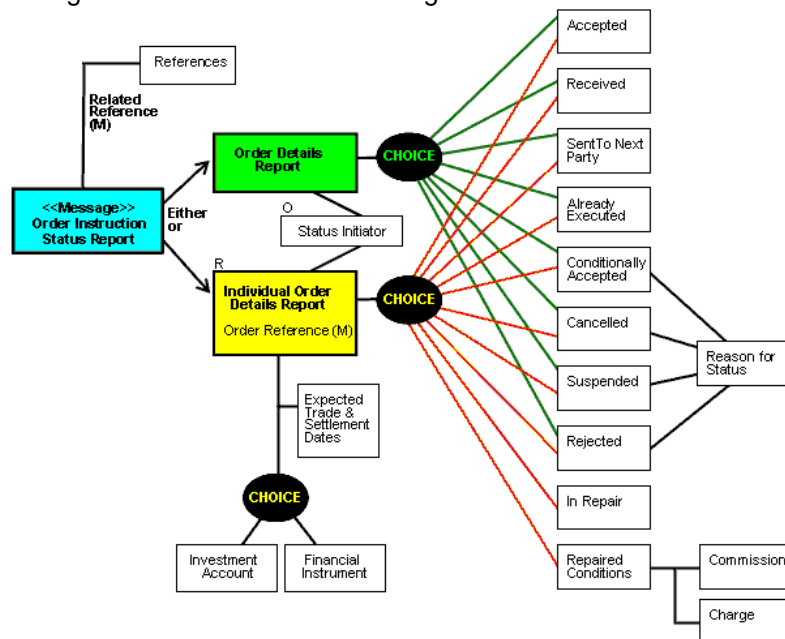 Accepted
References
Related
Reference
(M)
Received
Order Details
Report
CHOICE
SentTo Next
Party
<<Message>>
Order Instruction
Status Report
Either
or
O
Status Initiator
Already
Executed
R
Individual Order
Details Report
Order Reference (M)
CHOICE
Conditionally
Accepted
Cancelled
Reason for
Status
Suspended
Expected
Trade &
Settlement
Dates
Rejected
CHOICE
In Repair
Investment
Account
Financial
Instrument
Repaired
Conditions
Commission
Charge